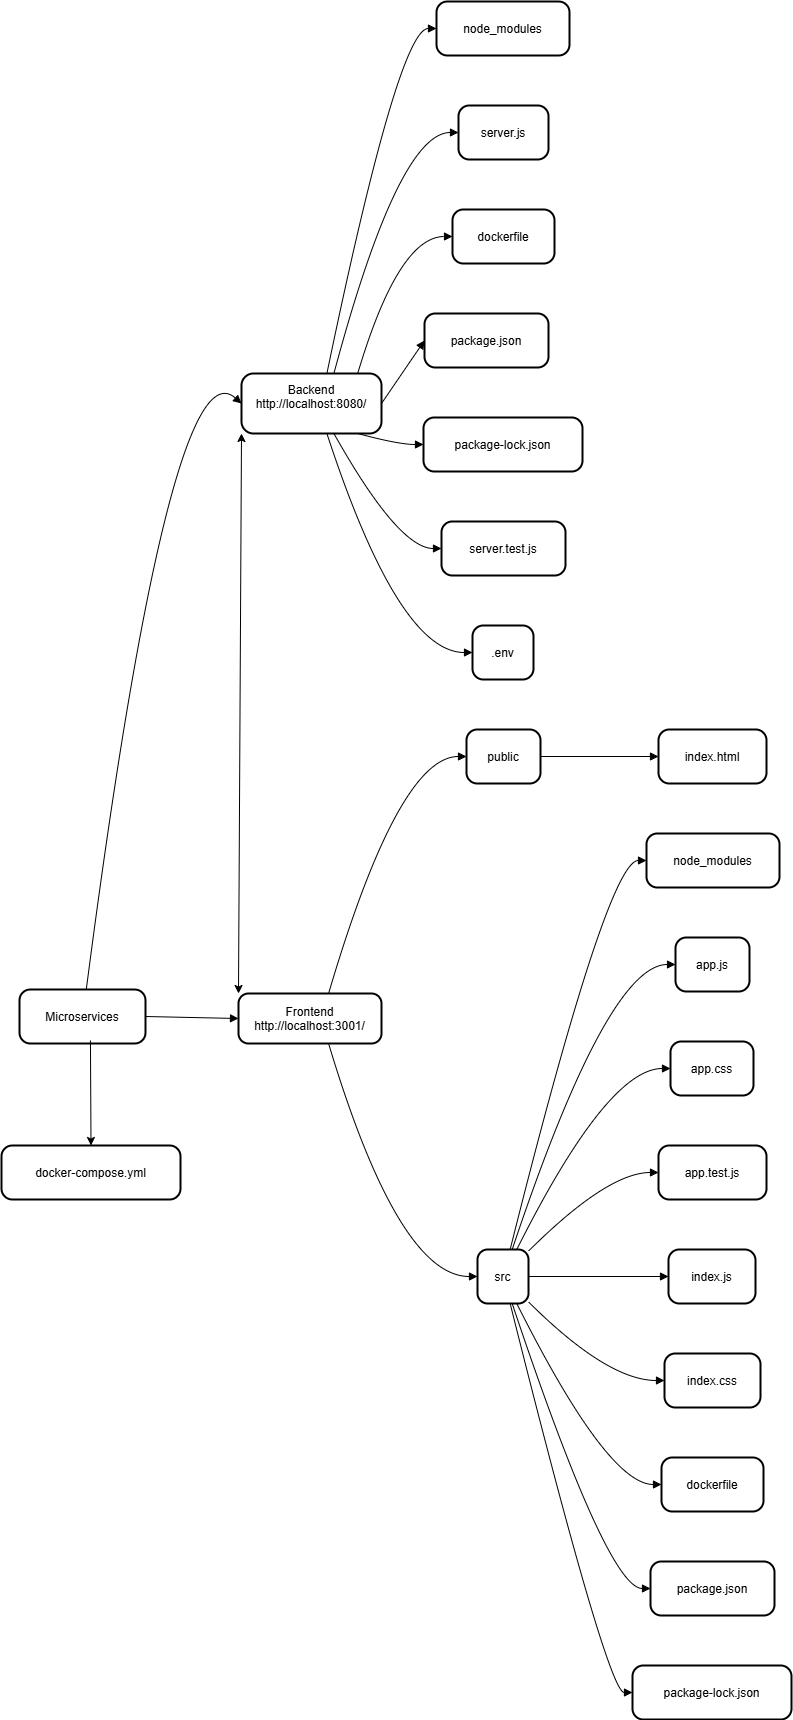 node_modules
server.js
dockerfile
package.json
Backend
http://localhost:8080/
package-lock.json
server.test.js
.env
public
index.html
node_modules
app.js
Microservices
Frontend
http://localhost:3001/
app.css
docker-compose.yml
app.test.js
src
index.js
index.css
dockerfile
package.json
package-lock.json